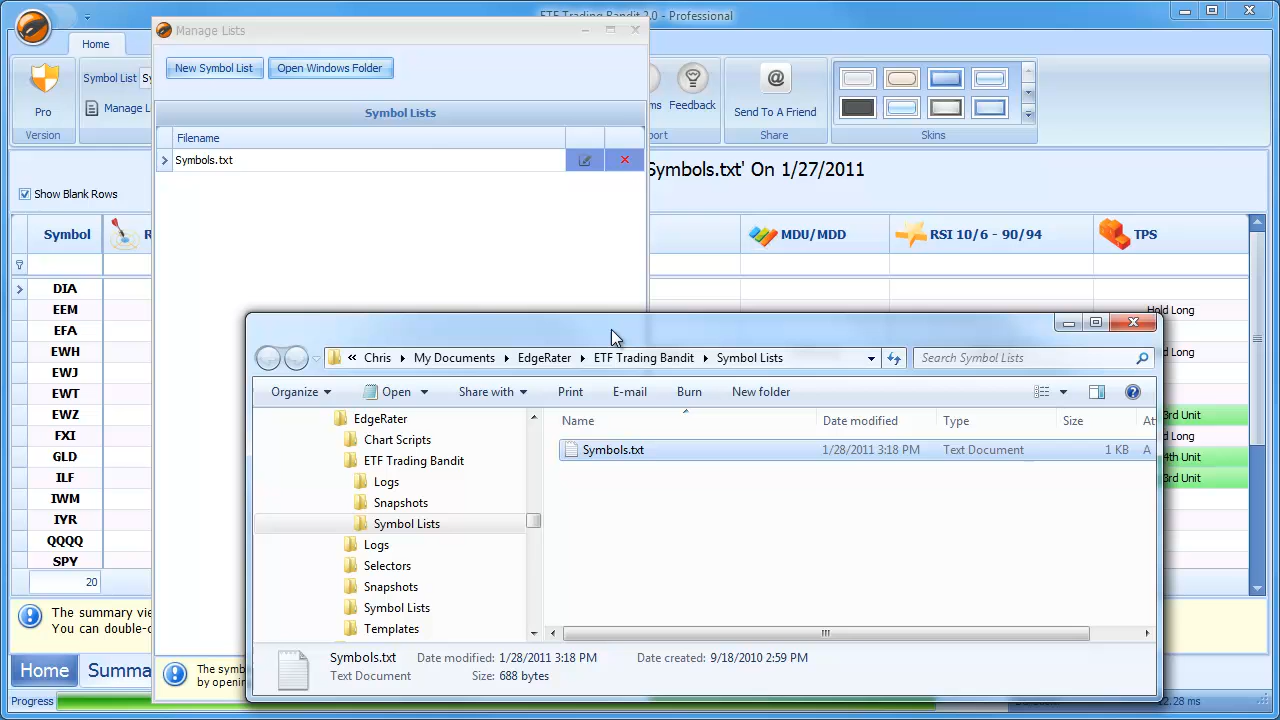 ETF Trading Bandit 2.0 - Professional
Manage Lists
Home
New Symbol List
Open Windows Folder
Pro
Version
Symbol List
Manage L
Feedback
Send To A Friend
Share
Skins
Symbol Lists
Filename
Symbols.txt
Show Blank Rows
Symbols.txt' On 1/27/2011
Symbol
MDU/MDD
RSI 10/6 - 90/94
TPS
DIA
EEM
EFA
EWH
EWJ
EWT
EWZ
FXI
GLD
ILF
IWM
IYR
QQQQ
SPY
20
Hold Long
Long
3rd Unit
d Long
4th Unit
3rd Unit
« Chris
My Documents
EdgeRater
ETF Trading Bandit
Symbol Lists
Search Symbol Lists
Organize
Open
Share with
Print
E-mail
Burn
New folder
EdgeRater
Chart Scripts
ETF Trading Bandit
Logs
Snapshots
Symbol Lists
Logs
Selectors
Snapshots
Symbol Lists
Templates
Name
Date modified
Type
Size
At
Symbols.txt
1/28/2011 3:18 PM
Text Document
1 KB
A
Symbols.txt
Date modified: 1/28/2011 3:18 PM
Date created: 9/18/2010 2:59 PM
Text Document
Size: 688 bytes
The summary vie
You can double-c
The symb
by openin
Home
Summa
Progress
2.28 ms